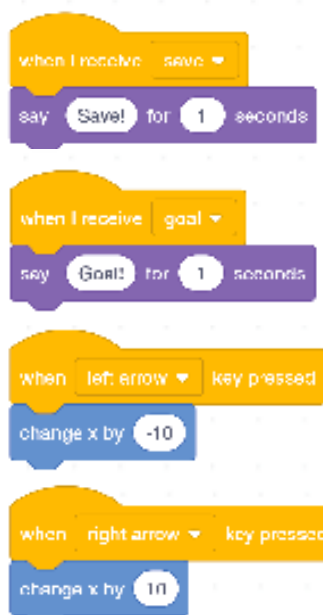 when I receive save
say Save! for 1 seconds
when I receive goal
say Goal! for 1 seconds
when left arrow key pressed
change x by -10
when right arrow key pressed
change x by 10